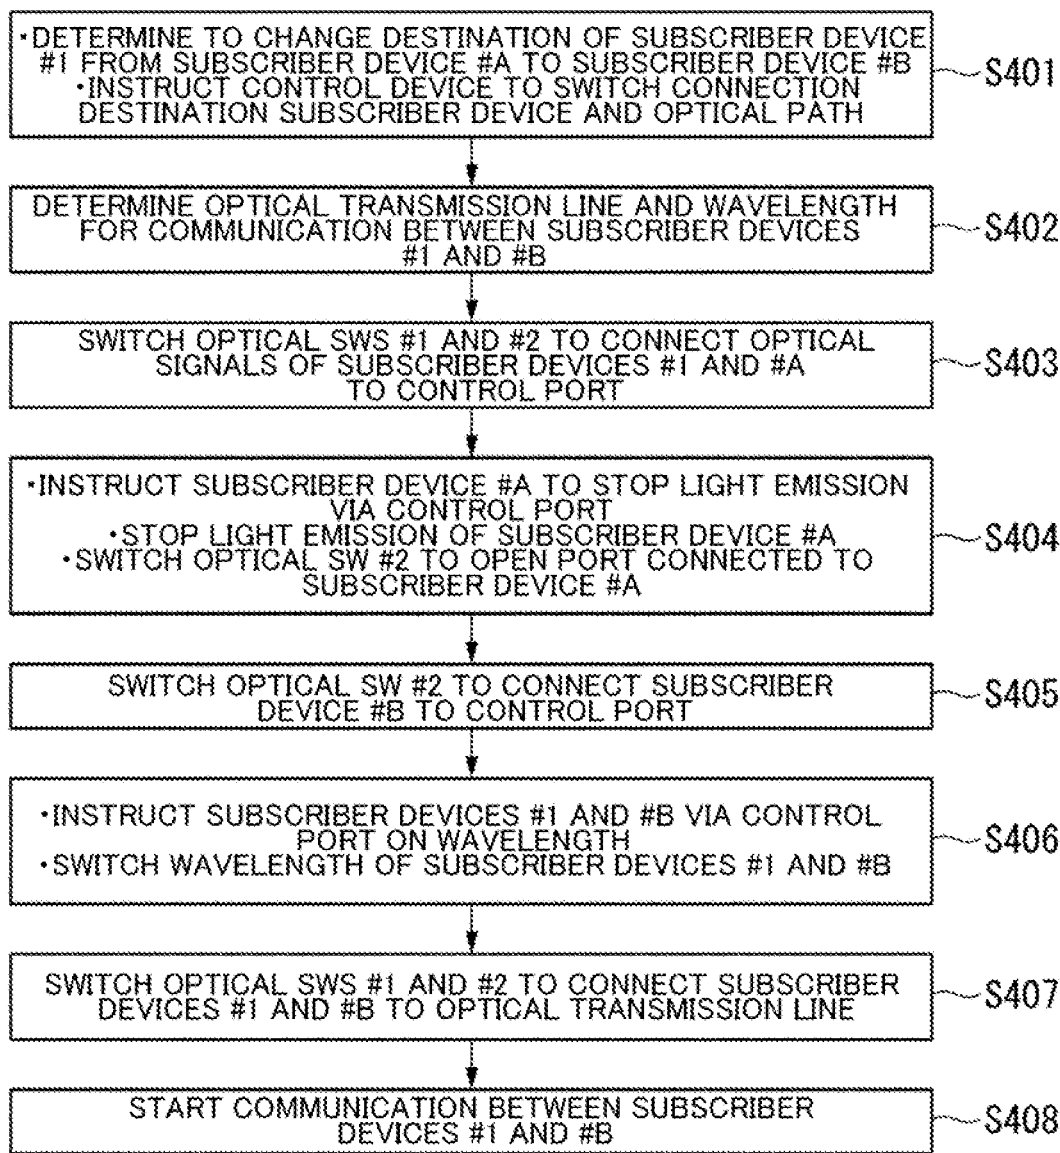 ・DETERMINE TO CHANGE DESTINATION OF SUBSCRIBER DEVICE
#1 FROM SUBSCRIBER DEVICE #A TO SUBSCRIBER DEVICE #B
・INSTRUCT CONTROL DEVICE TO SWITCH CONNECTION
DESTINATION SUBSCRIBER DEVICE AND OPTICAL PATH
S401
DETERMINE OPTICAL TRANSMISSION LINE AND WAVELENGTH
FOR COMMUNICATION BETWEEN SUBSCRIBER DEVICES
#1 AND #B
S402
SWITCH OPTICAL SWS #1 AND #2 TO CONNECT OPTICAL
SIGNALS OF SUBSCRIBER DEVICES #1 AND #A
TO CONTROL PORT
S403
・INSTRUCT SUBSCRIBER DEVICE #A TO STOP LIGHT EMISSION
VIA CONTROL PORT
・STOP LIGHT EMISSION OF SUBSCRIBER DEVICE #A
・SWITCH OPTICAL SW #2 TO OPEN PORT CONNECTED TO
SUBSCRIBER DEVICE #A
S404
SWITCH OPTICAL SW #2 TO CONNECT SUBSCRIBER
DEVICE #B TO CONTROL PORT
S405
・INSTRUCT SUBSCRIBER DEVICES #1 AND #B VIA CONTROL
PORT ON WAVELENGTH
・SWITCH WAVELENGTH OF SUBSCRIBER DEVICES #1 AND #B
S406
SWITCH OPTICAL SWS #1 AND #2 TO CONNECT SUBSCRIBER
DEVICES #1 AND #B TO OPTICAL TRANSMISSION LINE
S407
START COMMUNICATION BETWEEN SUBSCRIBER
DEVICES #1 AND #B
S408